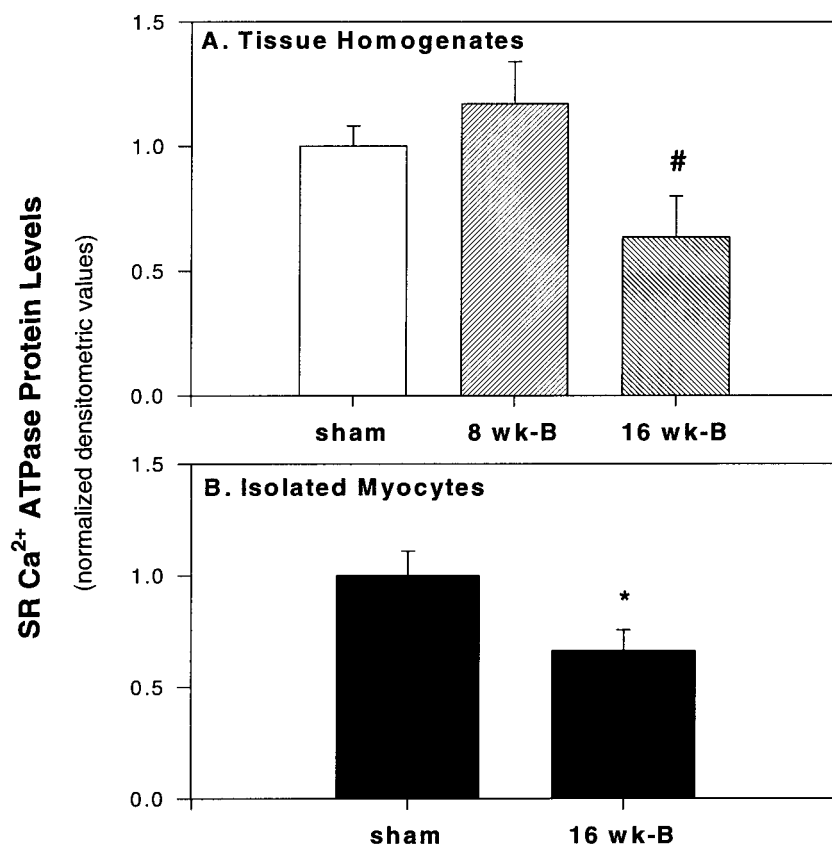 SR Ca²⁺ ATPase Protein Levels
(normalized densitometric values)
A. Tissue Homogenates
1.5
1.0
0.5
0.0
#
sham 8 wk-B 16 wk-B
B. Isolated Myocytes
1.5
1.0
0.5
0.0
*
sham 16 wk-B